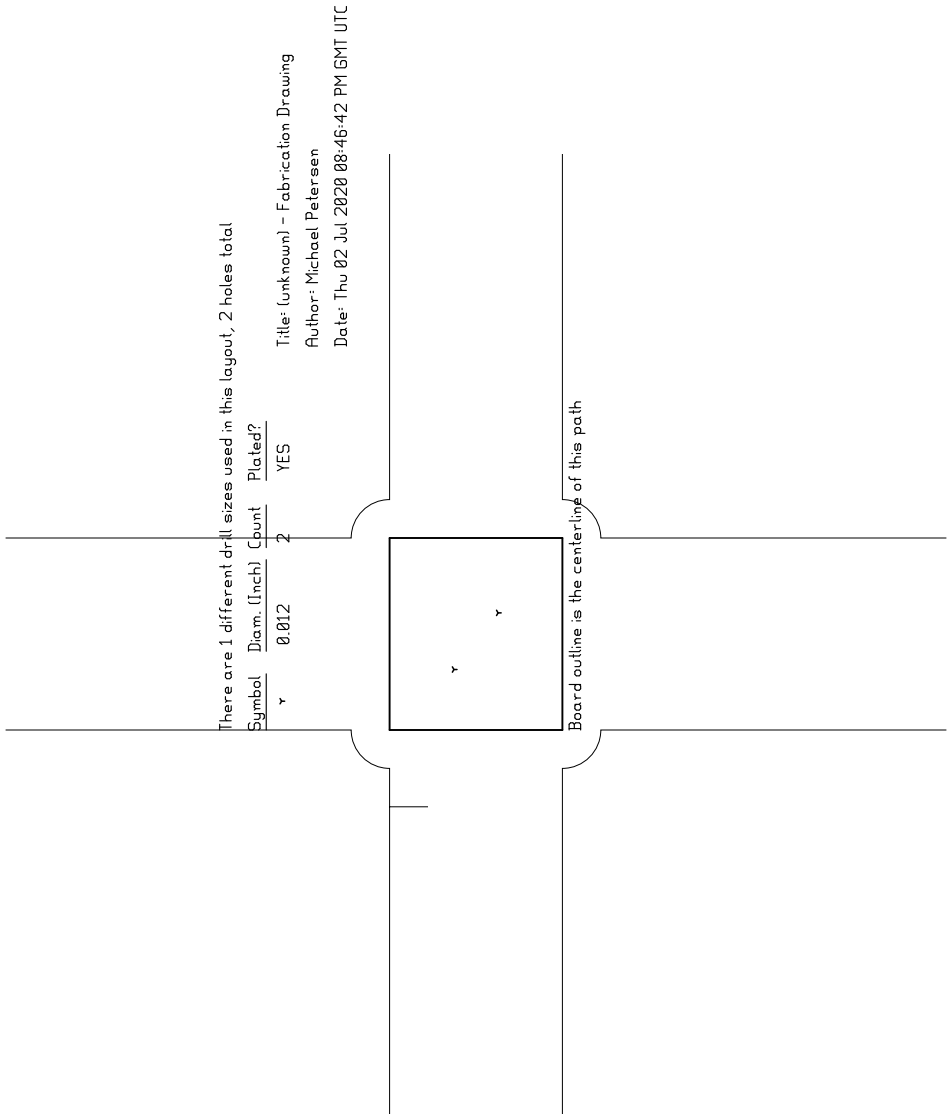 There are 1 different drill sizes used in this layout, 2 holes total
Symbol Diam. (Inch) Count Plated?
0.012 2 YES
Title: (unknown) - Fabrication Drawing
Author: Michael Petersen
Date: Thu 02 Jul 2020 08:46:42 PM GMT UTC
Board outline is the centerline of this path